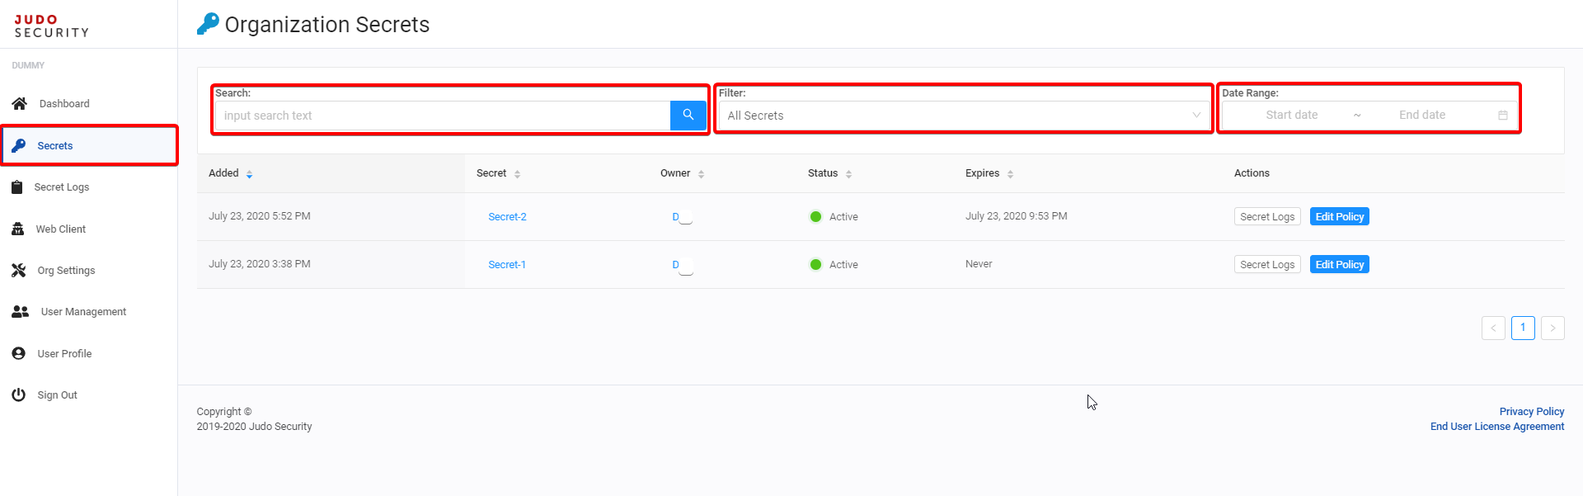 JUDO
SECURITY
Organization Secrets
DUMMY
Dashboard
Secrets
Secret Logs
Web Client
Org Settings
User Management
User Profile
Sign Out
Search:
input search text
Filter:
All Secrets
Date Range:
Start date ~ End date
Added Secret Owner Status Expires Actions
July 23, 2020 5:52 PM Secret-2 D Active July 23, 2020 9:53 PM Secret Logs Edit Policy
July 23, 2020 3:38 PM Secret-1 D Active Never Secret Logs Edit Policy
< 1 >
Copyright ©
2019-2020 Judo Security
Privacy Policy
End User License Agreement